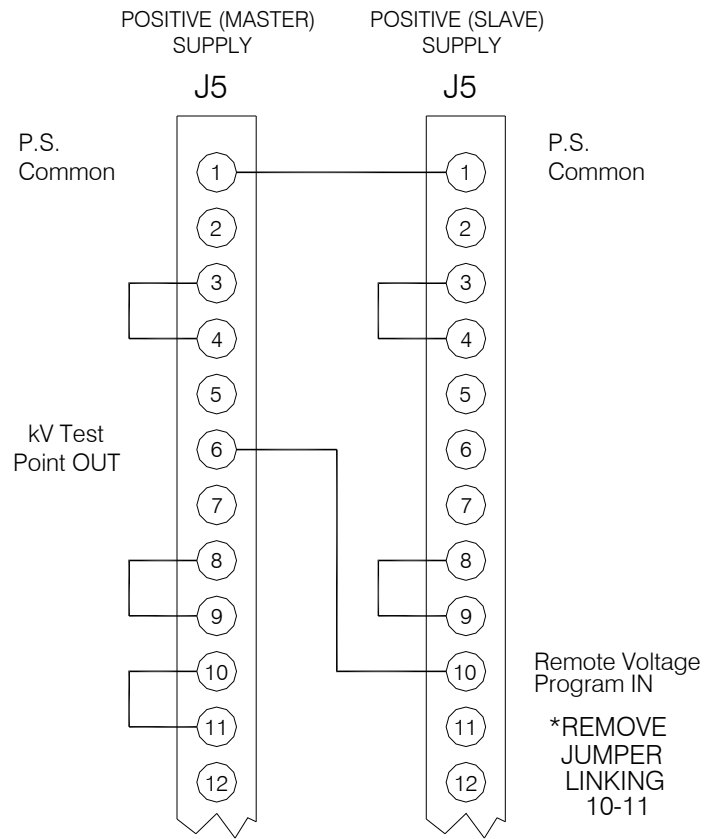 POSITIVE (MASTER)
SUPPLY
J5
POSITIVE (SLAVE)
SUPPLY
J5
P.S.
Common
P.S.
Common
kV Test
Point OUT
1
2
3
4
5
6
7
8
9
10
11
12
1
2
3
4
5
6
7
8
9
10
11
12
Remote Voltage
Program IN
*REMOVE
JUMPER
LINKING
10-11